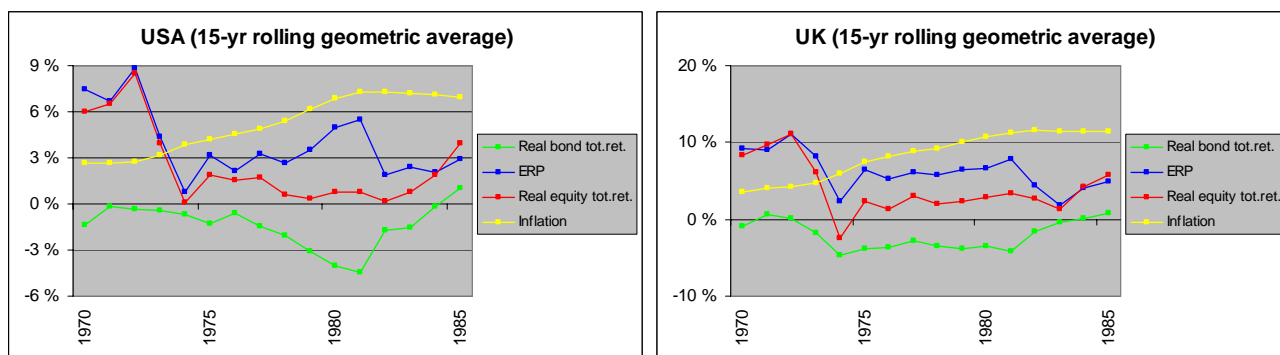 USA (15-yr rolling geometric average)
9 %
6 %
3 %
0 %
-3 %
-6 %
1970
1975
1980
1985
Real bond tot.ret.
ERP
Real equity tot.ret.
Inflation
UK (15-yr rolling geometric average)
20 %
10 %
0 %
-10 %
1970
1975
1980
1985
Real bond tot.ret.
ERP
Real equity tot.ret.
Inflation